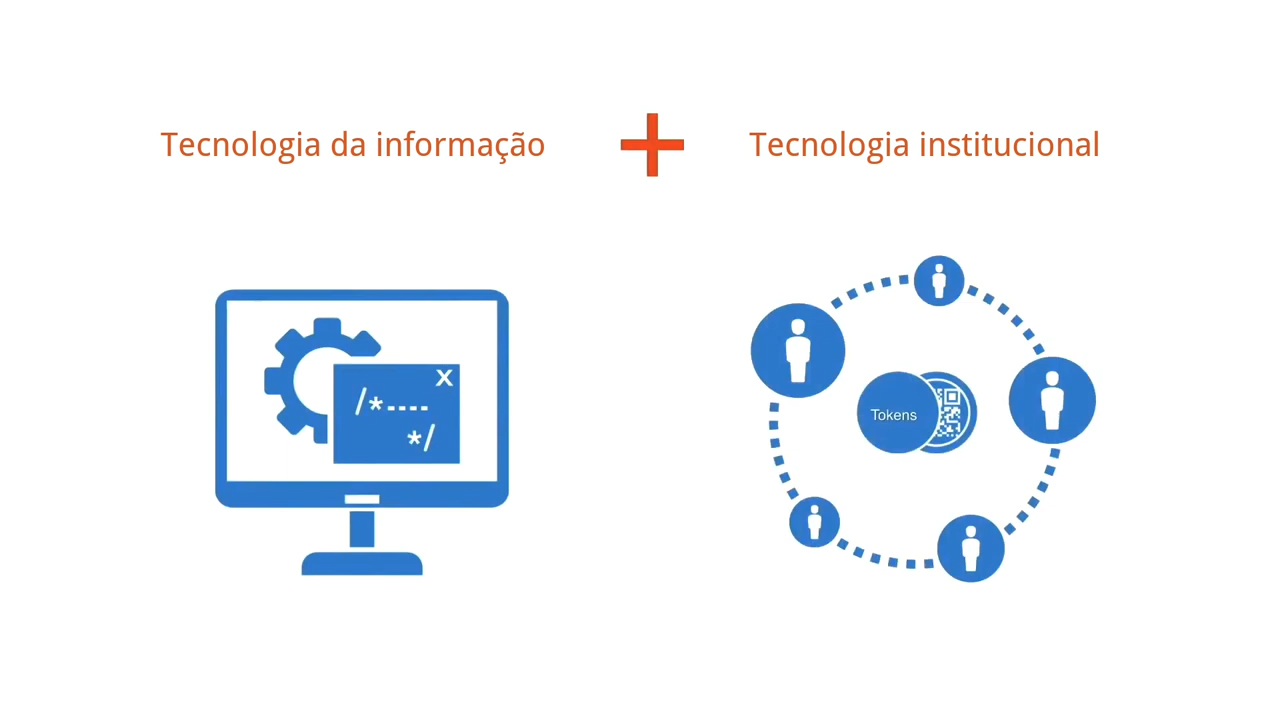 Tecnologia da informação
Tecnologia institucional
X
/*----
*/
Tokens